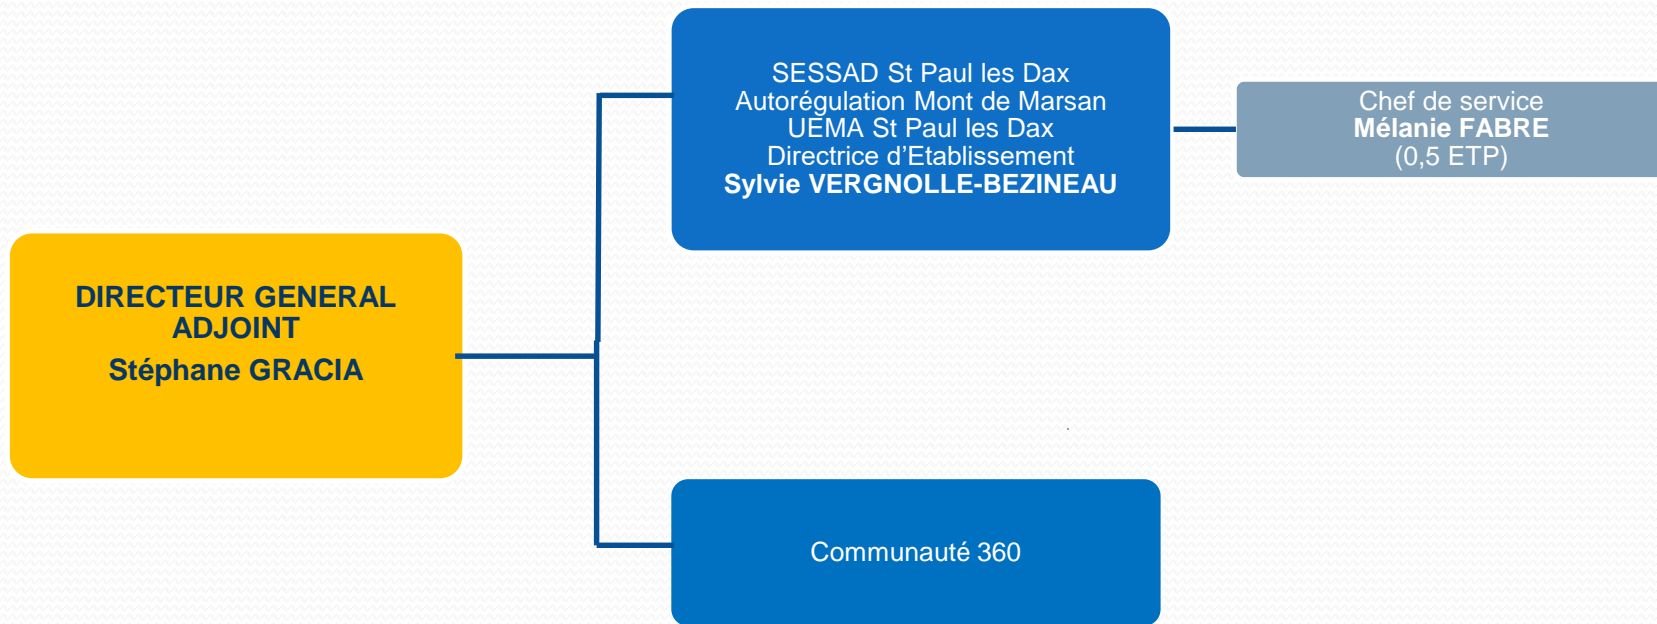 DIRECTEUR GENERAL
ADJOINT
Stéphane GRACIA
SESSAD St Paul les Dax
Autorégulation Mont de Marsan
UEMA St Paul les Dax
Directrice d’Etablissement
Sylvie VERGNOLLE-BEZINEAU
Chef de service
Mélanie FABRE
(0,5 ETP)
.
Communauté 360